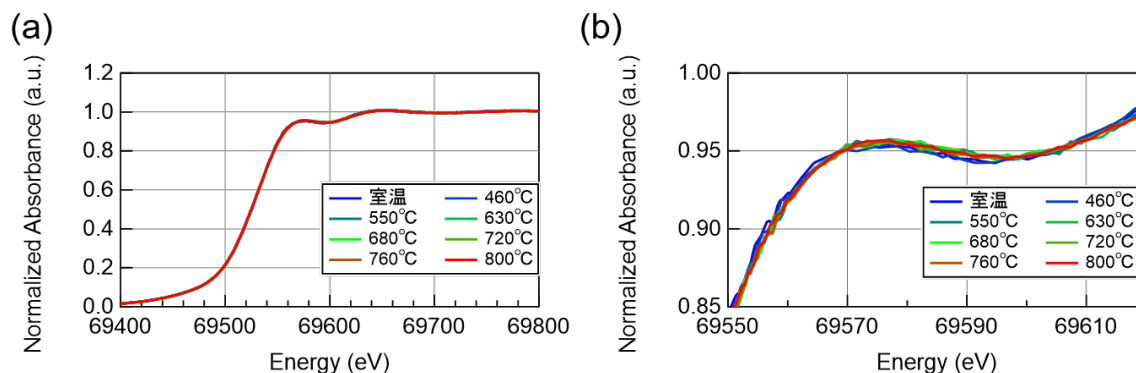 (a)
Normalized Absorbance (a.u.)
1.2
1.0
0.8
0.6
0.4
0.2
0.0
室温 460℃
550℃ 630℃
680℃ 720℃
760℃ 800℃
69400 69500 69600 69700 69800
Energy (eV)
(b)
Normalized Absorbance (a.u.)
1.00
0.95
0.90
0.85
室温 460℃
550℃ 630℃
680℃ 720℃
760℃ 800℃
69550 69570 69590 69610
Energy (eV)